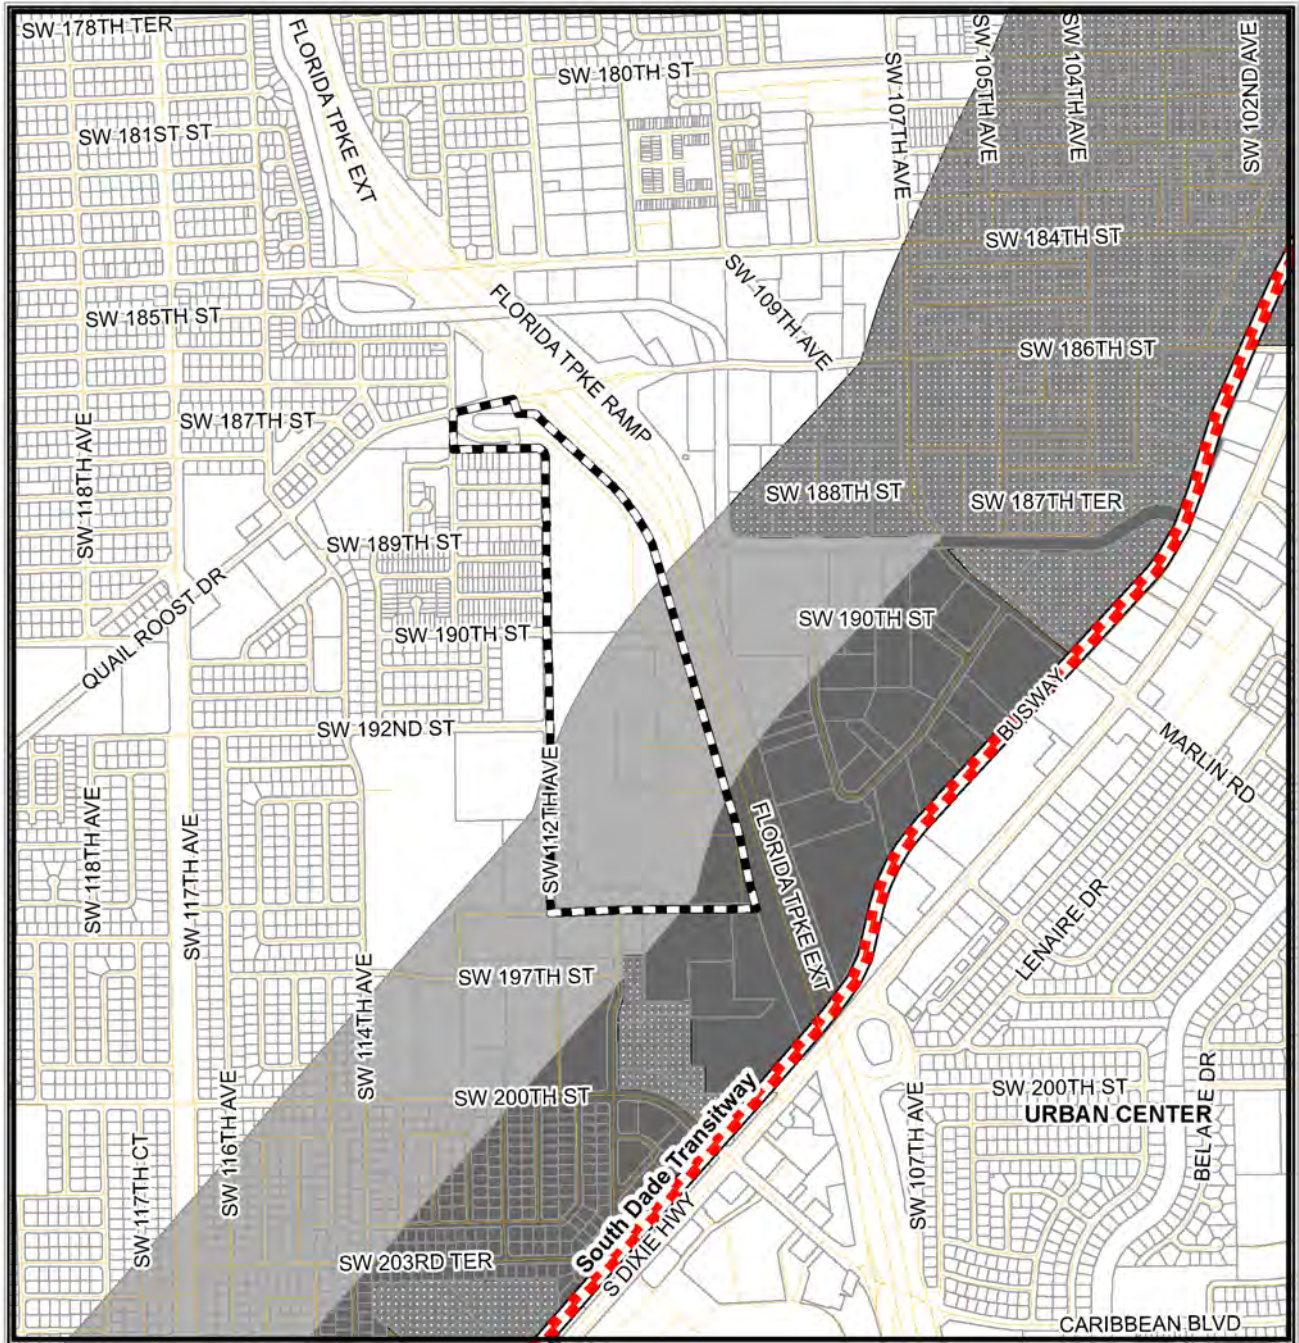 SW 178TH TER
FLORIDA TPKE EXT
SW 180TH ST
SW 107TH AVE
SW 105TH AVE
SW 104TH AVE
SW 102ND AVE
SW 181ST ST
SW 184TH ST
SW 109TH AVE
SW 185TH ST
FLORIDA TPKE RAMP
SW 186TH ST
SW 187TH ST
SW 118TH AVE
SW 188TH ST
SW 187TH TER
SW 189TH ST
QUAIL ROOST DR
SW 190TH ST
SW 190TH ST
SW 192ND ST
BUSWAY
MARLIN RD
SW 118TH AVE
SW 117TH AVE
SW 112TH AVE
FLORIDA TPKE EXT
LENAIRE DR
SW 114TH AVE
SW 197TH ST
SW 116TH AVE
SW 117TH CT
SW 200TH ST
SW 107TH AVE
SW 200TH ST
URBAN CENTER
BEL AIRE DR
South Dade Transitway
S DIXIE HWY
SW 203RD TER
CARIBBEAN BLVD